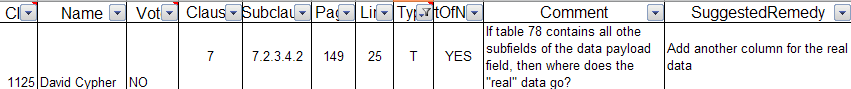 Cl Name Vot Claus Subclau Pag Lin Typ tOfN Comment SuggestedRemedy
1125 David Cypher NO 7 7.2.3.4.2 149 25 T YES
If table 78 contains all othe
subfields of the data payload
field, then where does the
"real" data go?
Add another column for the real
data